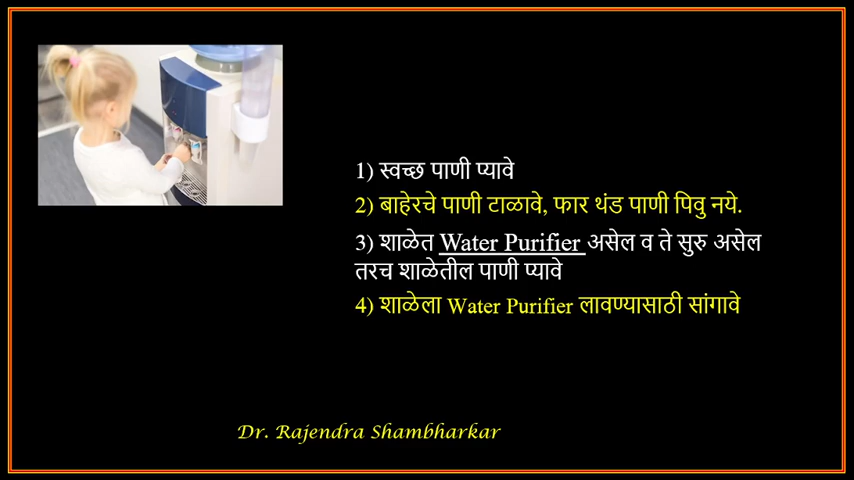 1) स्वच्छ पाणी प्यावे
2) बाहेरचे पाणी टाळावे, फार थंड पाणी पिवु नये.
3) शाळेत Water Purifier असेल व ते सुरु असेल
तरच शाळेतील पाणी प्यावे
4) शाळेला Water Purifier लावण्यासाठी सांगावे
Dr. Rajendra Shambharkar